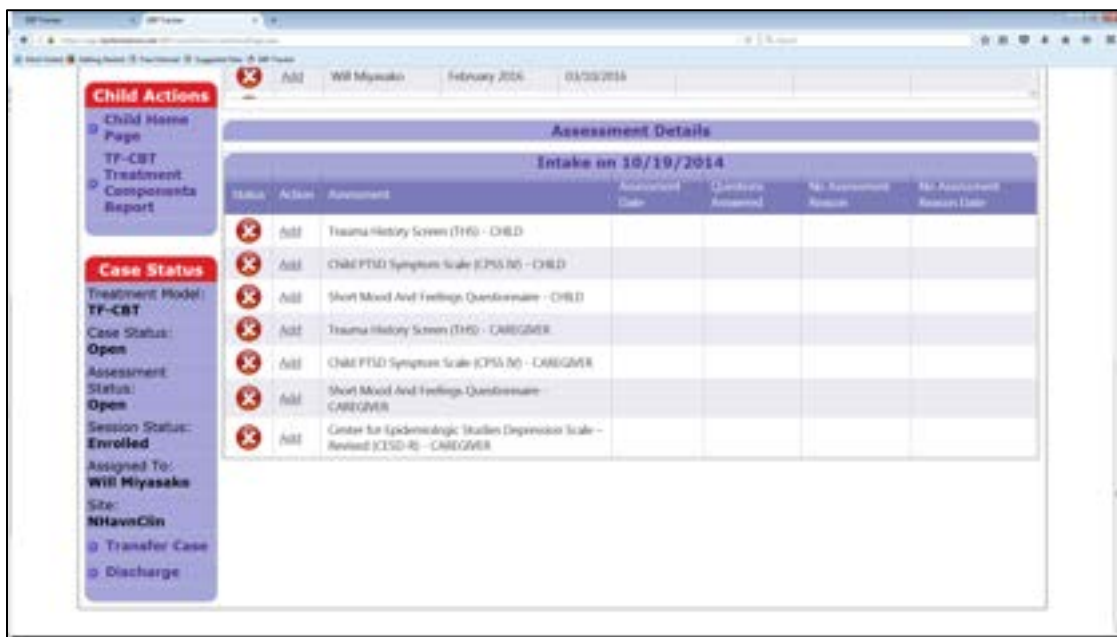 EBP Tracker
EBP Tracker
Add Will Miyasako February 2016 03/10/2016
Child Actions
Child Home
Page
TF-CBT
Treatment
Components
Report
Case Status
Treatment Model:
TF-CBT
Case Status:
Open
Assessment
Status:
Open
Session Status:
Enrolled
Assigned To:
Will Miyasako
Site:
NHavnClin
Transfer Case
Discharge
Assessment Details
Intake on 10/19/2014
Status Action Assessment Assessment Date Questions Answered No Assessment Reason No Assessment Reason Date
Add Trauma History Screen (THS) - CHILD
Add Child PTSD Symptom Scale (CPSS IV) - CHILD
Add Short Mood And Feelings Questionnaire - CHILD
Add Trauma History Screen (THS) - CAREGIVER
Add Child PTSD Symptom Scale (CPSS IV) - CAREGIVER
Add Short Mood And Feelings Questionnaire -
CAREGIVER
Add Center for Epidemiologic Studies Depression Scale –
Revised (CESD-R) - CAREGIVER